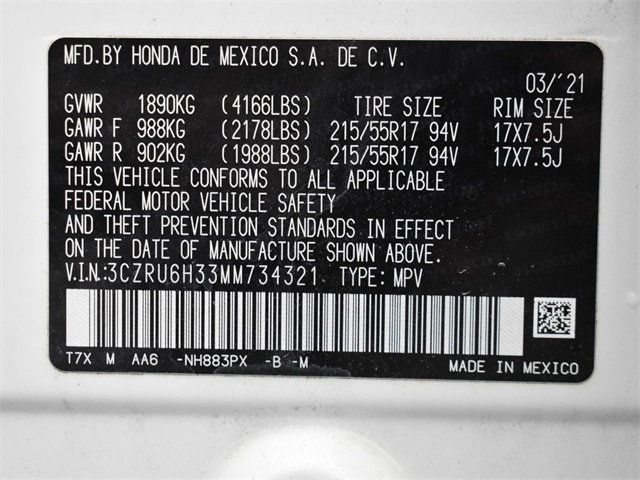 MFD.BY HONDA DE MEXICO S.A. DE C.V.
03/'21
GVWR 1890KG (4166LBS) TIRE SIZE RIM SIZE
GAWR F 988KG (2178LBS) 215/55R17 94V 17X7.5J
GAWR R 902KG (1988LBS) 215/55R17 94V 17X7.5J
THIS VEHICLE CONFORMS TO ALL APPLICABLE
FEDERAL MOTOR VEHICLE SAFETY
AND THEFT PREVENTION STANDARDS IN EFFECT
ON THE DATE OF MANUFACTURE SHOWN ABOVE.
V.I.N:3CZRU6H33MM734321 TYPE: MPV
T7X M AA6 -NH883PX -B -M
MADE IN MEXICO